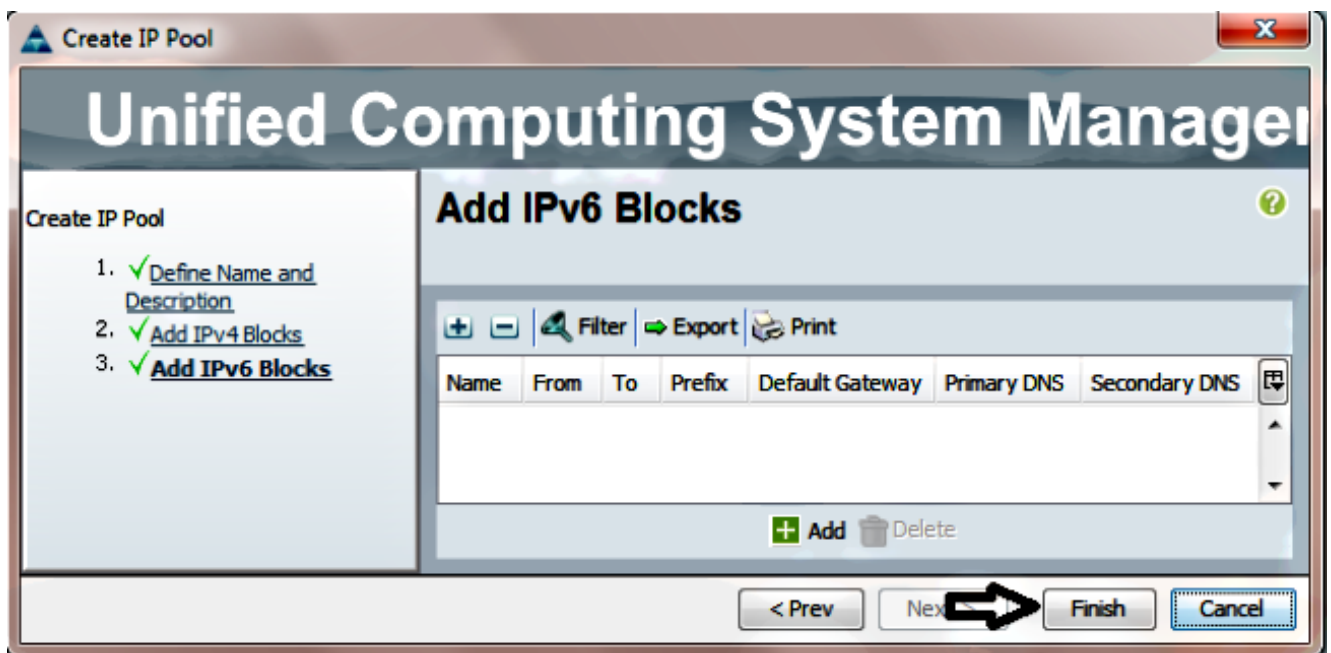 Create IP Pool
x
Unified Computing System Manager
Create IP Pool
1. Define Name and
Description
2. Add IPv4 Blocks
3. Add IPv6 Blocks
Add IPv6 Blocks
?
Filter Export Print
Name From To Prefix Default Gateway Primary DNS Secondary DNS
Add Delete
< Prev Finish Cancel